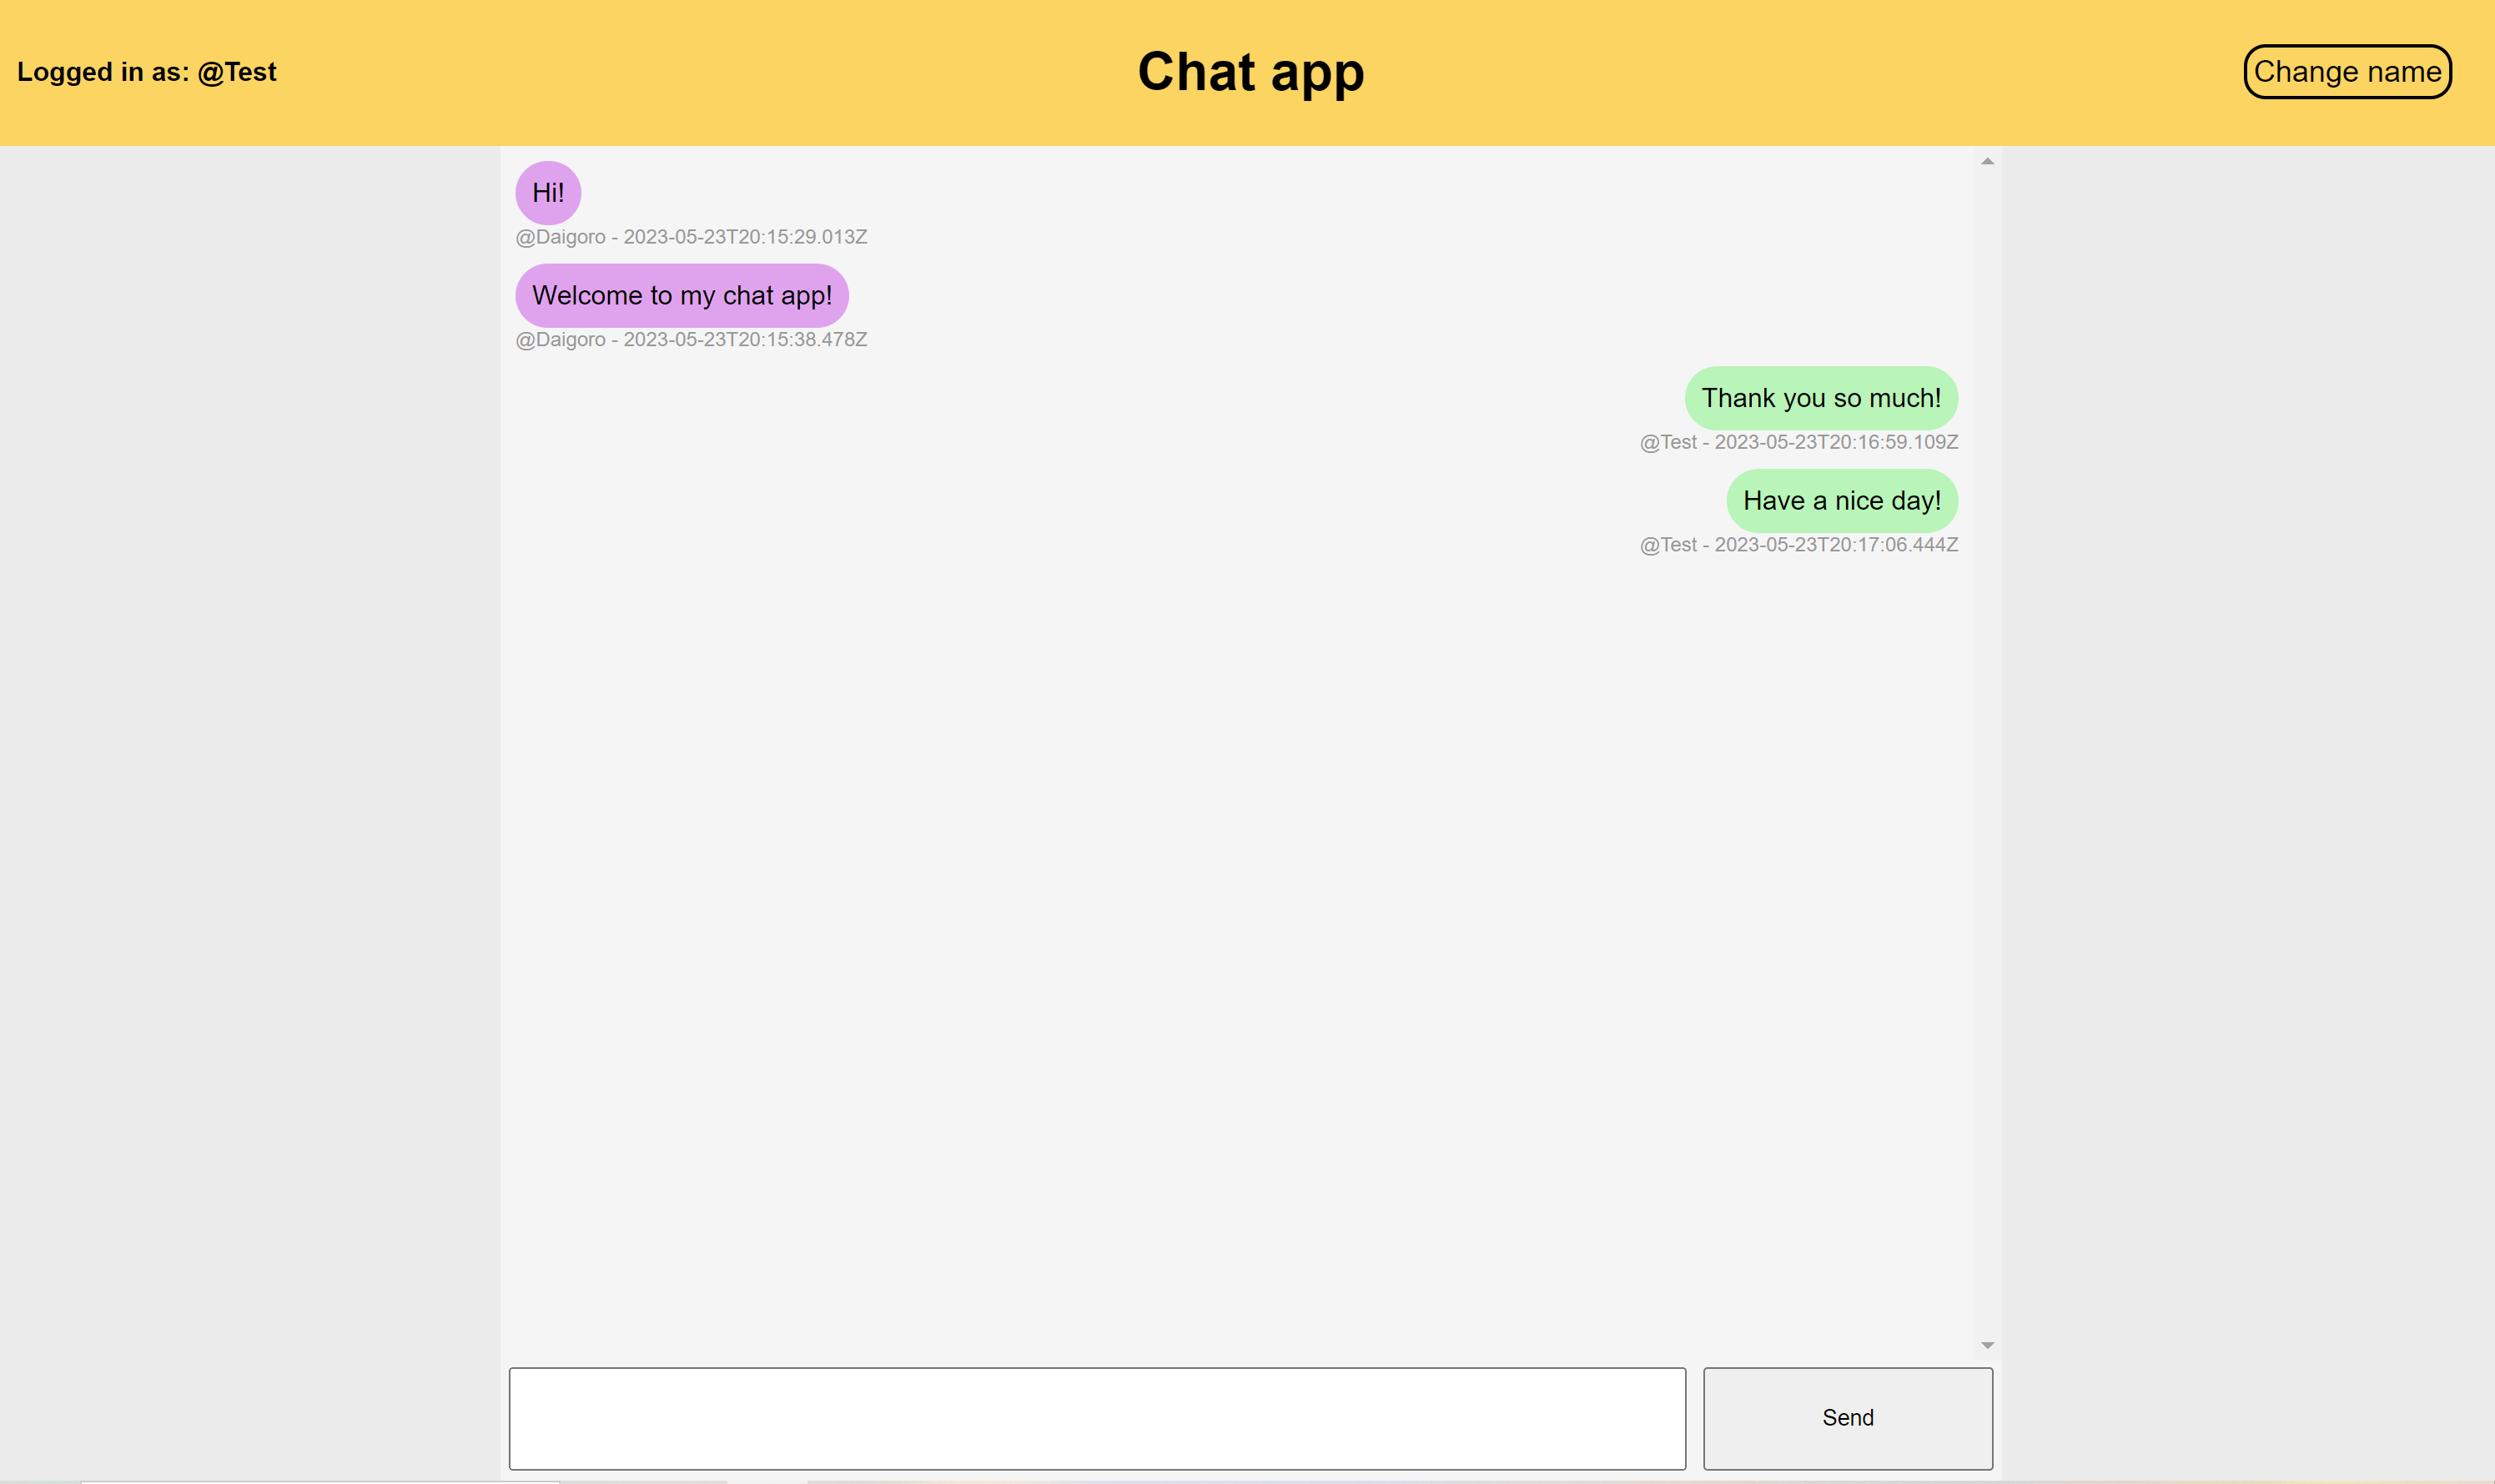 Logged in as: @Test
Chat app
Change name
Hi!
@Daigoro - 2023-05-23T20:15:29.013Z
Welcome to my chat app!
@Daigoro - 2023-05-23T20:15:38.478Z
Thank you so much!
@Test - 2023-05-23T20:16:59.109Z
Have a nice day!
@Test - 2023-05-23T20:17:06.444Z
Send